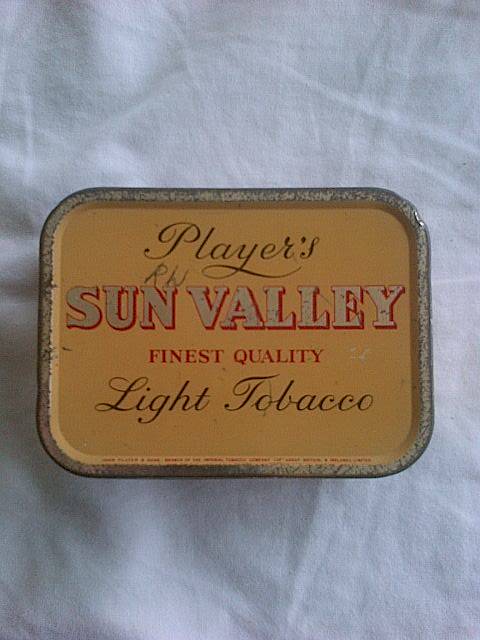 Player's
RW
SUN VALLEY
FINEST QUALITY
Light Tobacco
JOHN PLAYER & SONS, BRANCH OF THE IMPERIAL TOBACCO COMPANY (OF GREAT BRITAIN & IRELAND), LIMITED